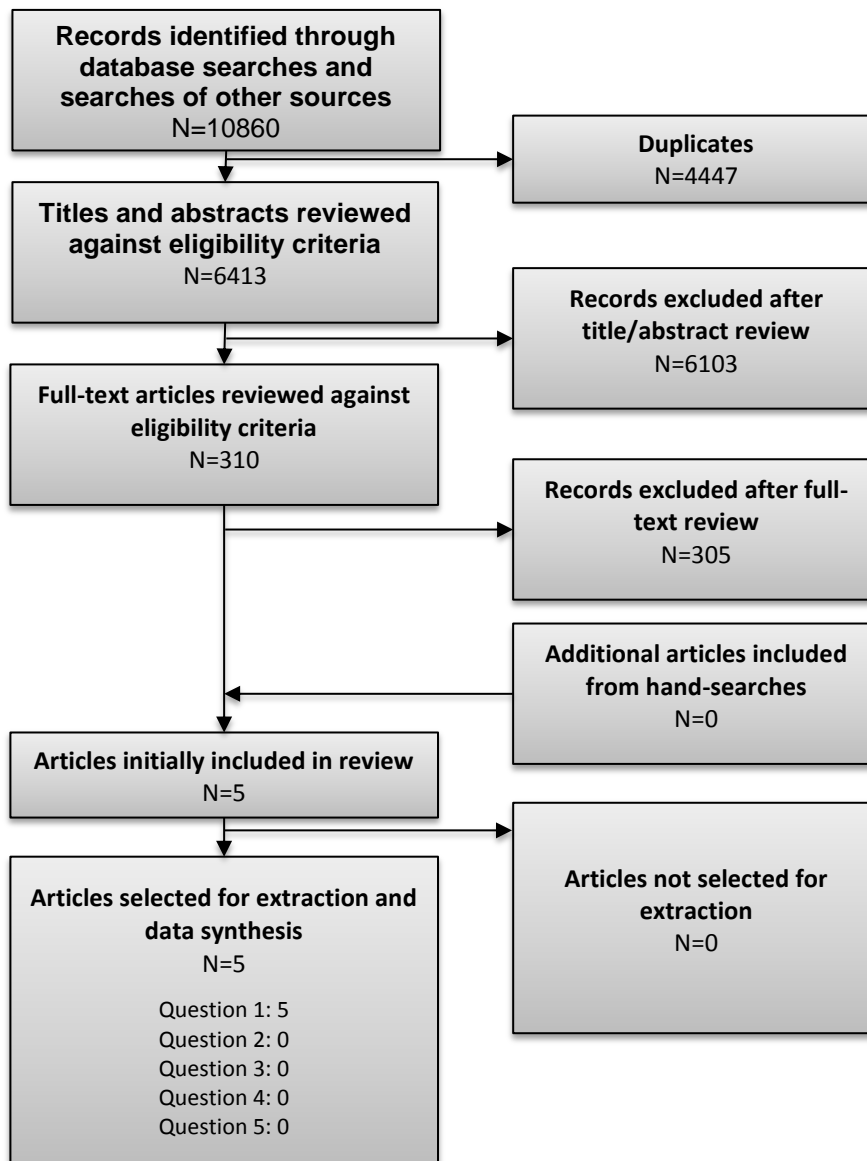 Records identified through
database searches and
searches of other sources
N=10860
Duplicates
N=4447
Titles and abstracts reviewed
against eligibility criteria
N=6413
Records excluded after
title/abstract review
N=6103
Full-text articles reviewed against
eligibility criteria
N=310
Records excluded after full-
text review
N=305
Additional articles included
from hand-searches
N=0
Articles initially included in review
N=5
Articles not selected for
extraction
N=0
Articles selected for extraction and
data synthesis
N=5
Question 1: 5
Question 2: 0
Question 3: 0
Question 4: 0
Question 5: 0